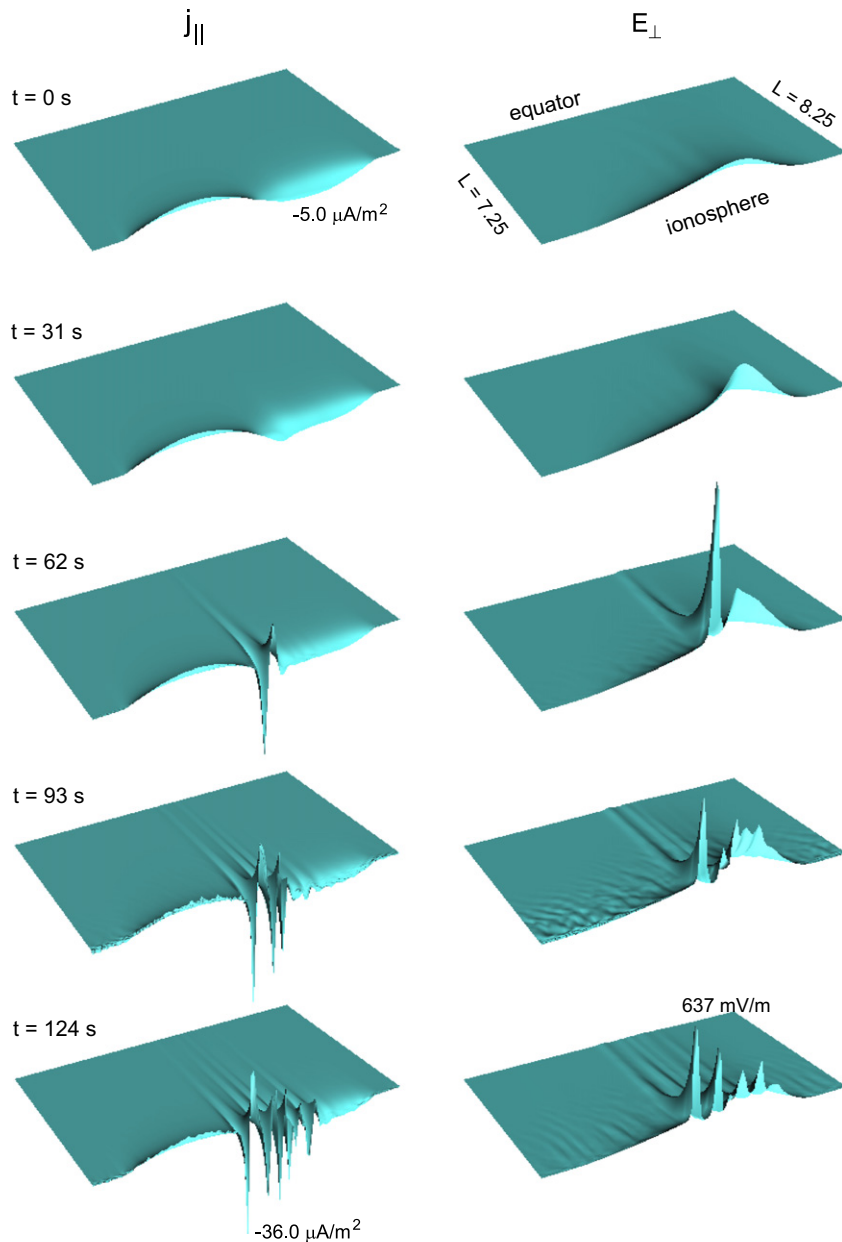 j||
E⊥
t = 0 s
equator
L = 8.25
L = 7.25
ionosphere
-5.0 μA/m²
t = 31 s
t = 62 s
t = 93 s
t = 124 s
637 mV/m
-36.0 μA/m²